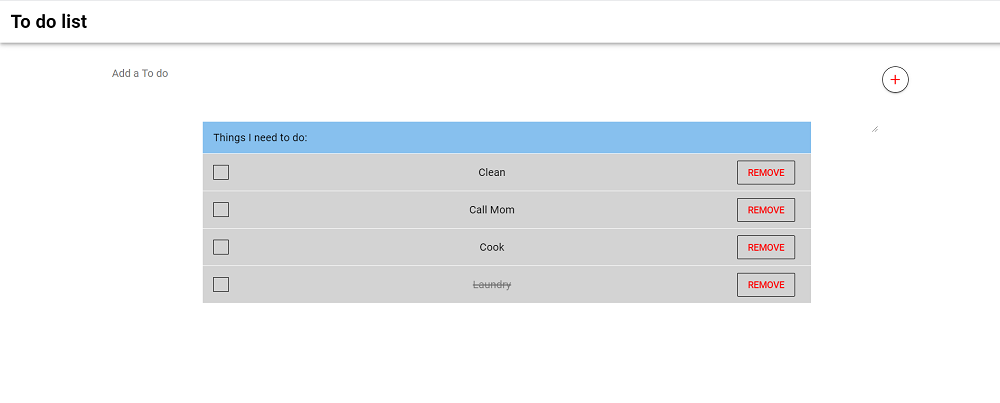 To do list
Add a To do
+
Things I need to do:
Clean REMOVE
Call Mom REMOVE
Cook REMOVE
Laundry REMOVE